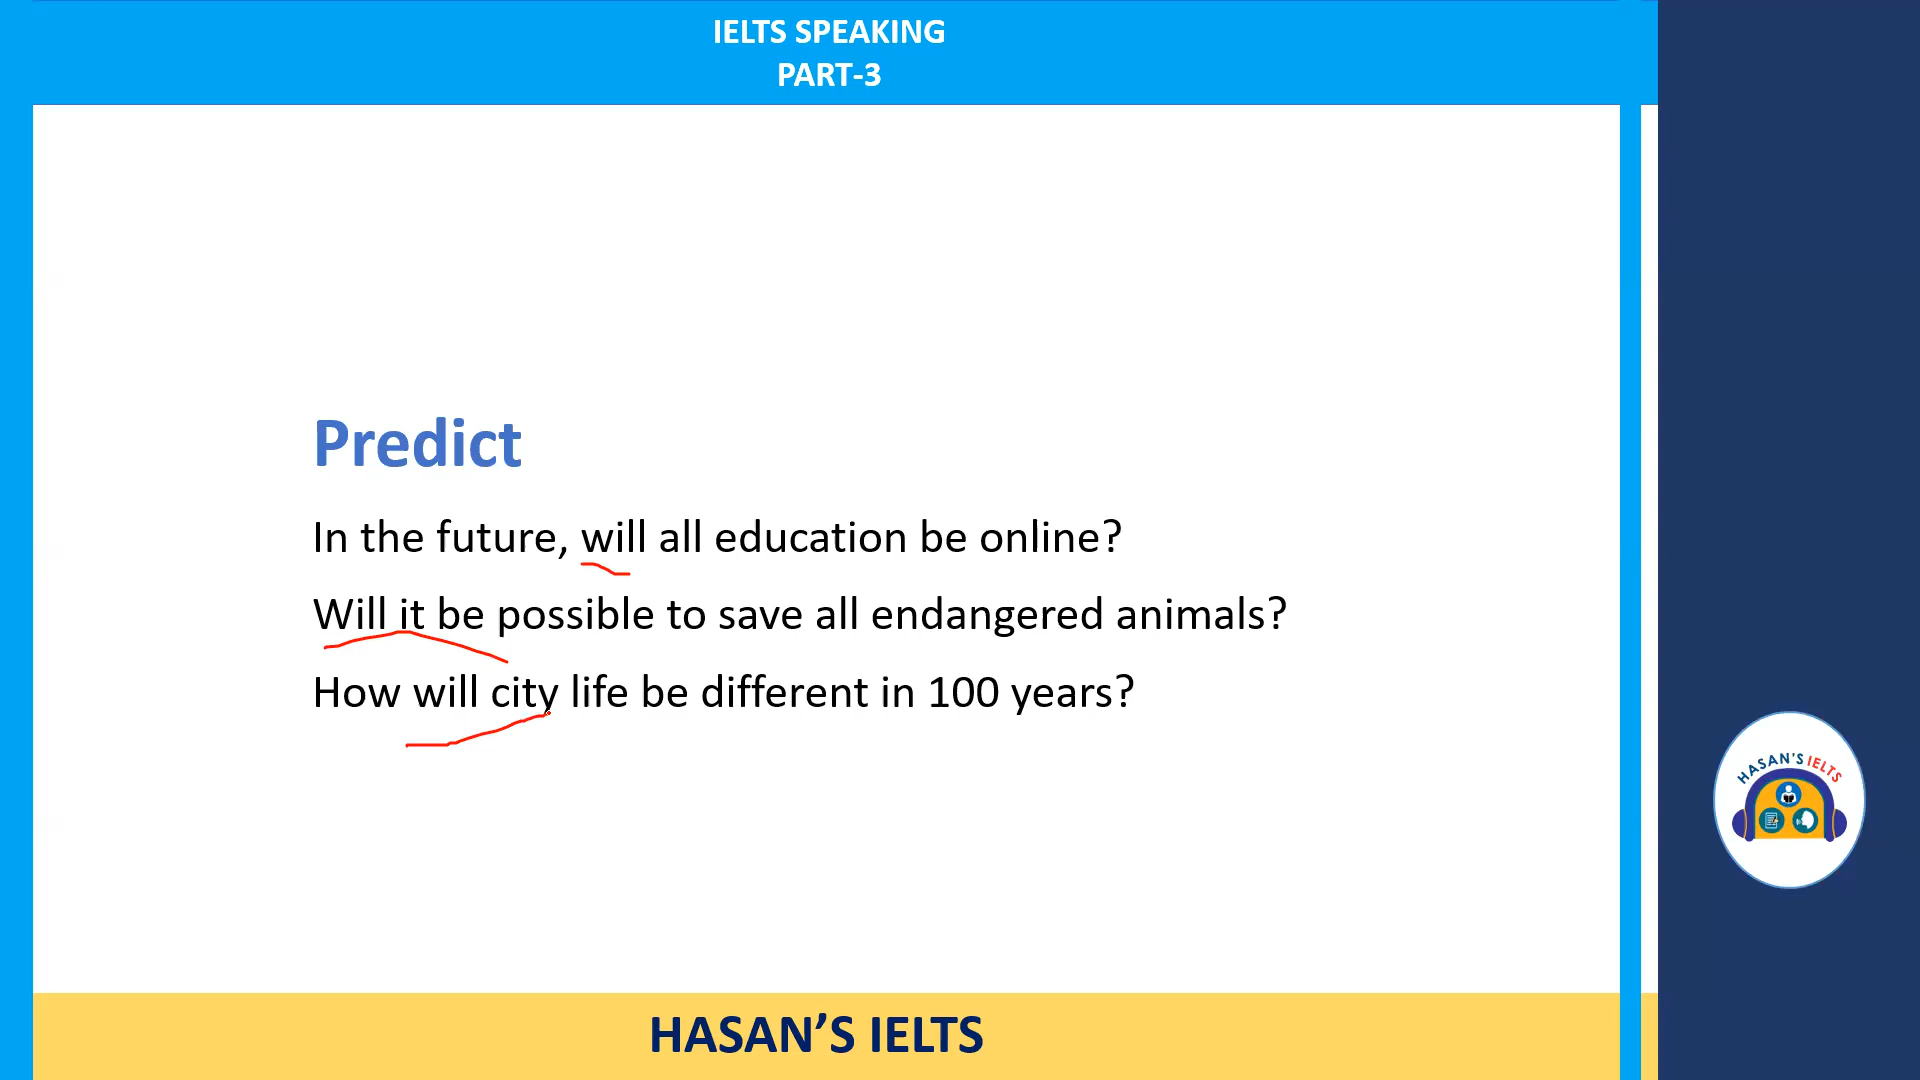 IELTS SPEAKING
PART-3
Predict
In the future, will all education be online?
Will it be possible to save all endangered animals?
How will city life be different in 100 years?
HASAN'S IELTS
HASAN’S IELTS